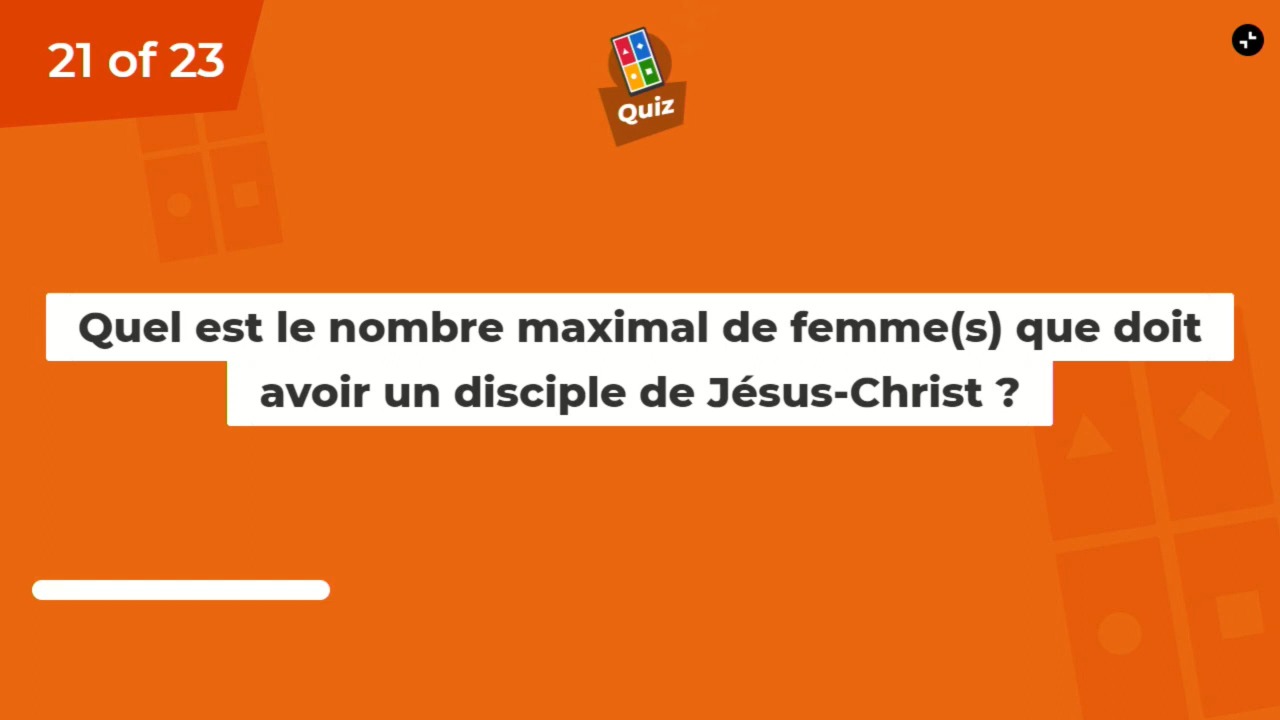 21 of 23
Quiz
Quel est le nombre maximal de femme(s) que doit
avoir un disciple de Jésus-Christ ?